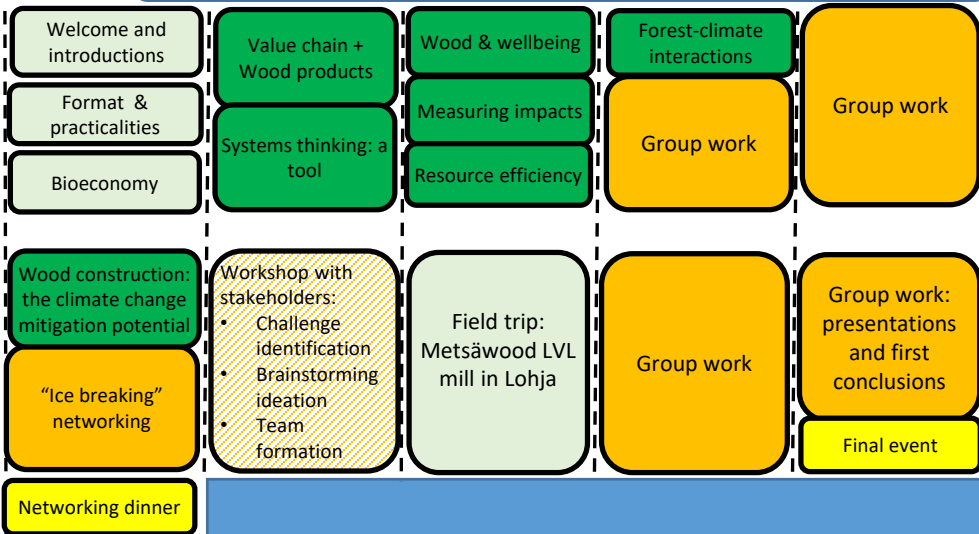 Welcome and
introductions
Format &
practicalities
Bioeconomy
Value chain +
Wood products
Systems thinking: a
tool
Wood & wellbeing
Measuring impacts
Resource efficiency
Forest-climate
interactions
Group work
Group work
Wood construction:
the climate change
mitigation potential
“Ice breaking”
networking
Workshop with
stakeholders:
• Challenge
identification
• Brainstorming
ideation
• Team
formation
Field trip:
Metsäwood LVL
mill in Lohja
Group work
Group work:
presentations
and first
conclusions
Final event
Networking dinner